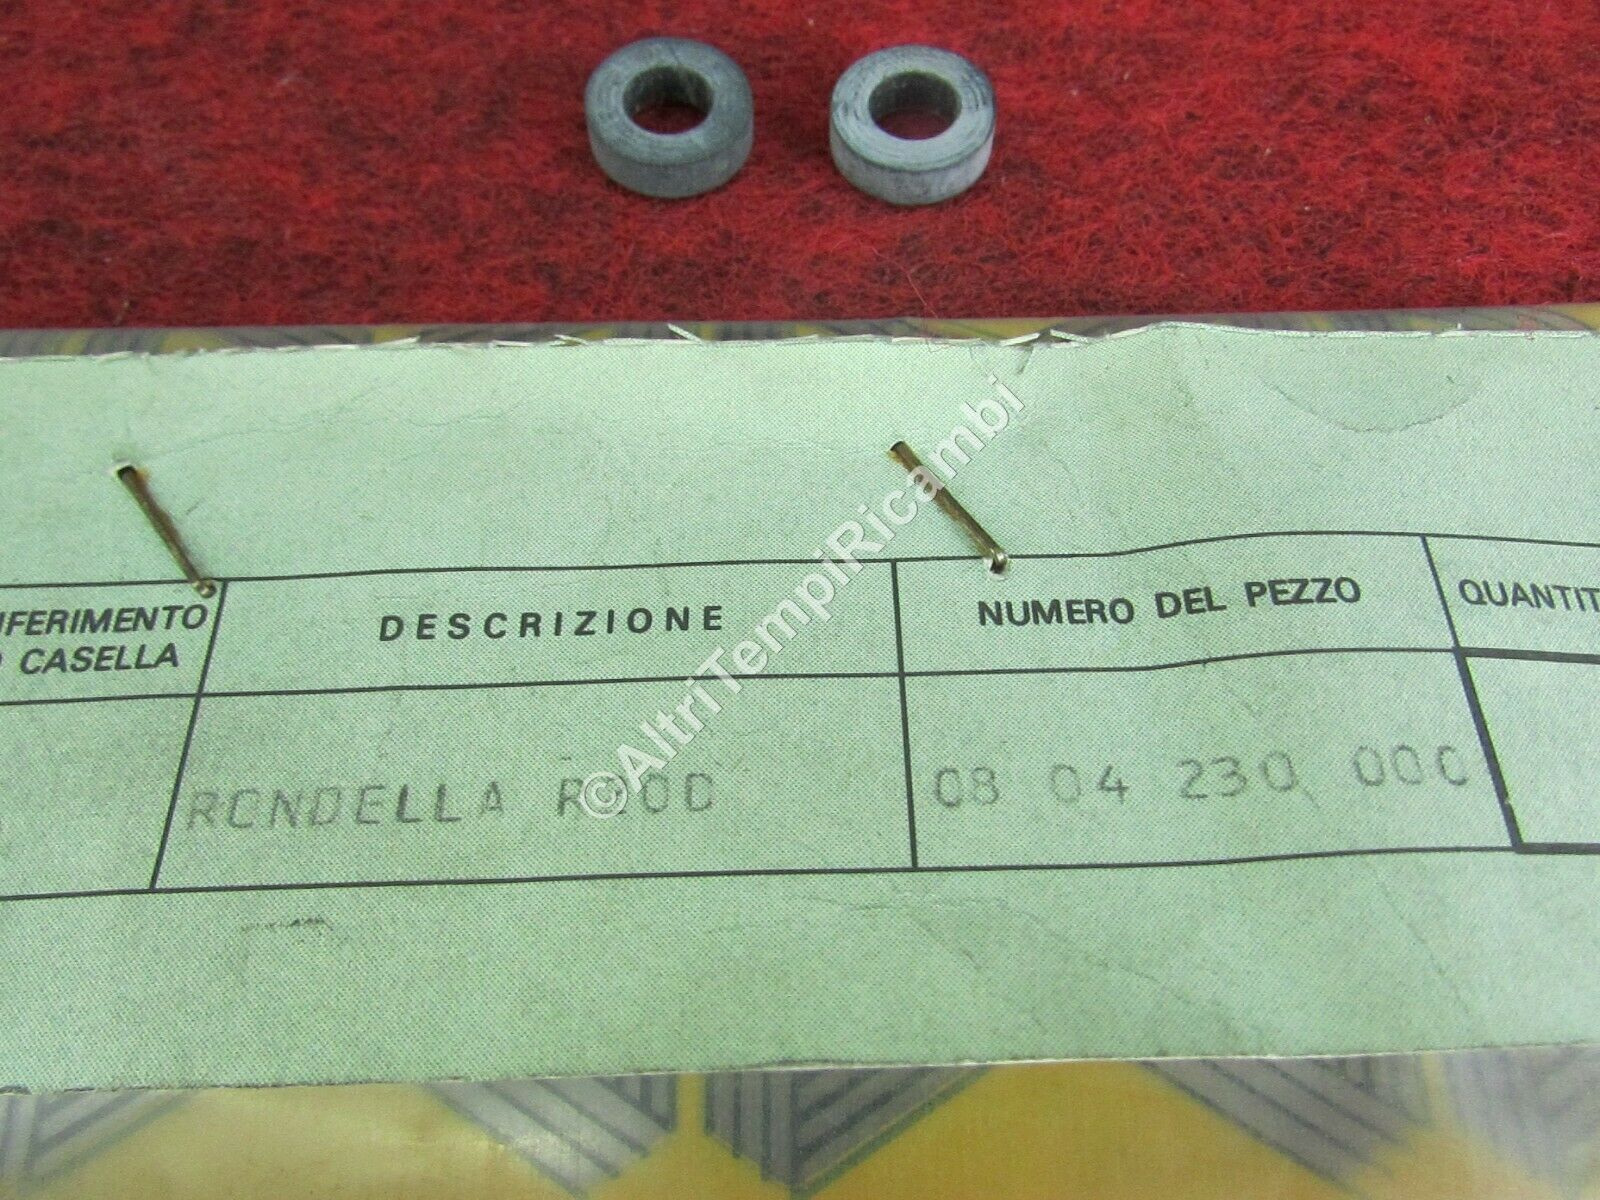 ©AltriTempiRicambi
IFERIMENTO
CASELLA
DESCRIZIONE
NUMERO DEL PEZZO
QUANTIT
RONDELLA
08 04 230 000